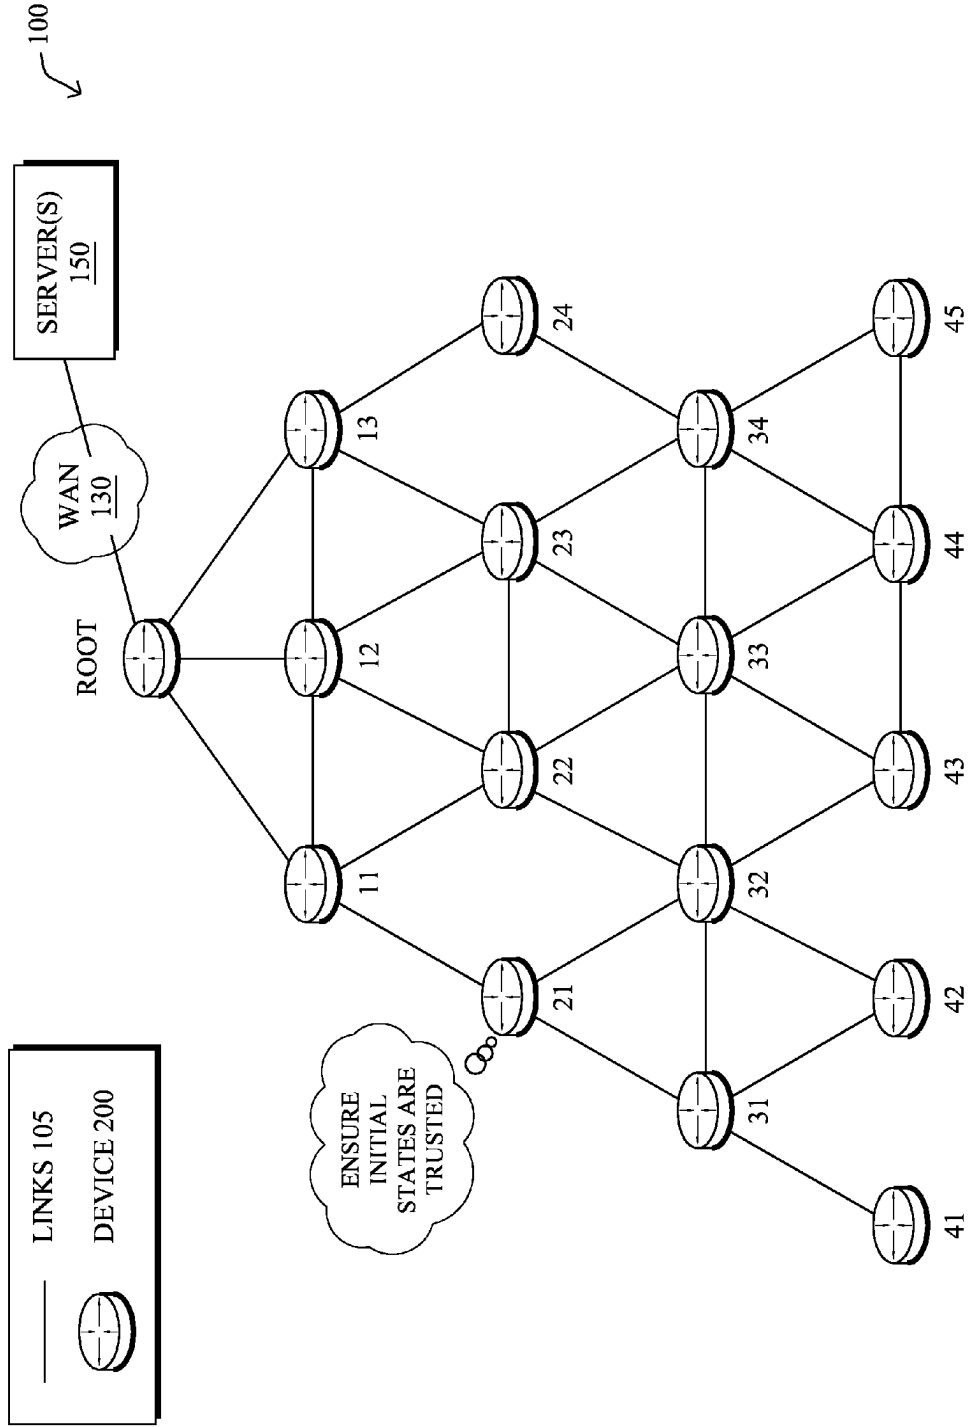 LINKS 105
DEVICE 200
ROOT
WAN
130
SERVER(S)
150
100
11
12
13
ENSURE
INITIAL
STATES ARE
TRUSTED
21
22
23
24
31
32
33
34
41
42
43
44
45